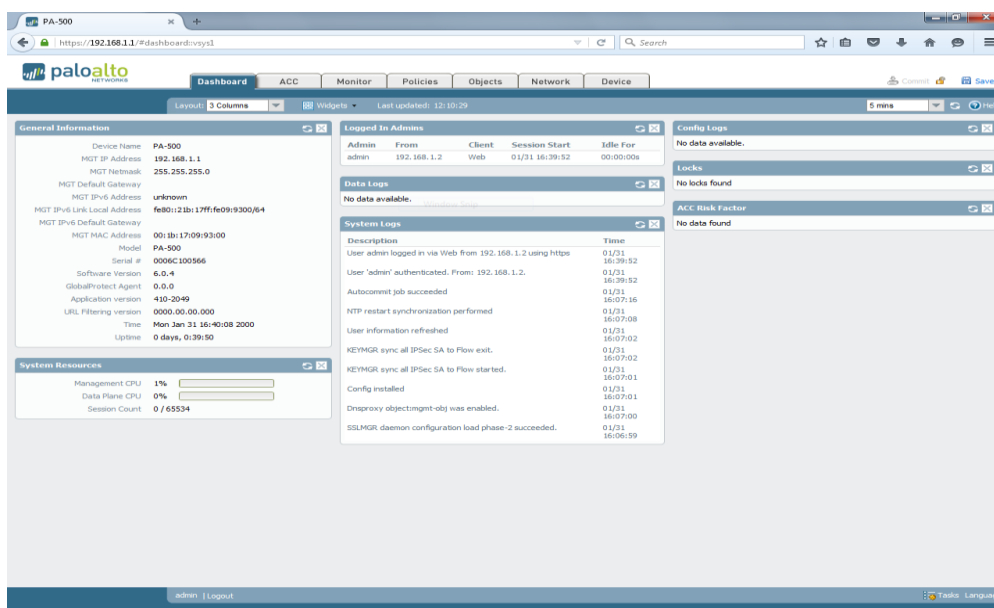 PA-500
https://192.168.1.1/#dashboard::vsys1
Search
paloalto
NETWORKS
Dashboard ACC Monitor Policies Objects Network Device
Commit Save
Layout: 3 Columns Widgets Last updated: 12:10:29 5 mins
General Information
Device Name PA-500
MGT IP Address 192.168.1.1
MGT Netmask 255.255.255.0
MGT Default Gateway
MGT IPv6 Address unknown
MGT IPv6 Link Local Address fe80::21b:17ff:fe09:9300/64
MGT IPv6 Default Gateway
MGT MAC Address 00:1b:17:09:93:00
Model PA-500
Serial # 0006C100566
Software Version 6.0.4
GlobalProtect Agent 0.0.0
Application version 410-2049
URL Filtering version 0000.00.00.000
Time Mon Jan 31 16:40:08 2000
Uptime 0 days, 0:39:50
System Resources
Management CPU 1%
Data Plane CPU 0%
Session Count 0 / 65534
Logged In Admins
Admin From Client Session Start Idle For
admin 192.168.1.2 Web 01/31 16:39:52 00:00:00s
Data Logs
No data available.
System Logs
Description Time
User admin logged in via Web from 192.168.1.2 using https 01/31
16:39:52
User 'admin' authenticated. From: 192.168.1.2. 01/31
16:39:52
Autocommit job succeeded 01/31
16:07:16
NTP restart synchronization performed 01/31
16:07:08
User information refreshed 01/31
16:07:02
KEYMGR sync all IPSec SA to Flow exit. 01/31
16:07:02
KEYMGR sync all IPSec SA to Flow started. 01/31
16:07:01
Config installed 01/31
16:07:01
Dnsproxy object:mgmt-obj was enabled. 01/31
16:07:00
SSLMGR daemon configuration load phase-2 succeeded. 01/31
16:06:59
Config Logs
No data available.
Locks
No locks found
ACC Risk Factor
No data found
admin | Logout
Tasks